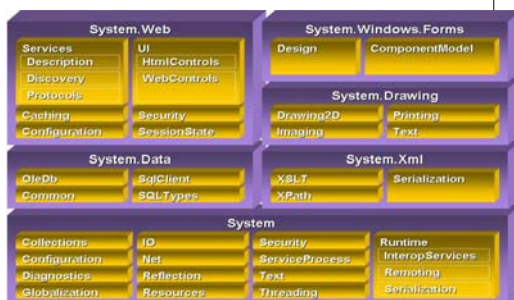 System.Web
Services
Description
Discovery
Protocols
UI
HtmlControls
WebControls
Caching
Configuration
Security
SessionState
System.Windows.Forms
Design
ComponentModel
System.Drawing
Drawing2D
Imaging
Printing
Text
System.Data
OleDb
Common
SqlClient
SQLTypes
System.Xml
XSLT
XPath
Serialization
System
Collections
Configuration
Diagnostics
Globalization
IO
Net
Reflection
Resources
Security
ServiceProcess
Text
Threading
Runtime
InteropServices
Remoting
Serialization